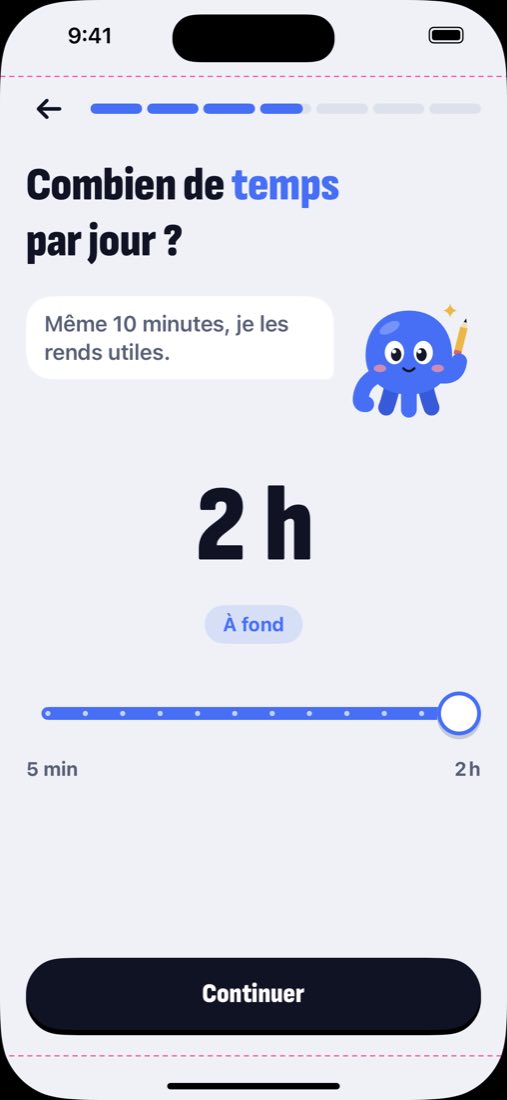 9:41
Combien de temps
par jour ?
Même 10 minutes, je les
rends utiles.
2 h
À fond
5 min
2 h
Continuer